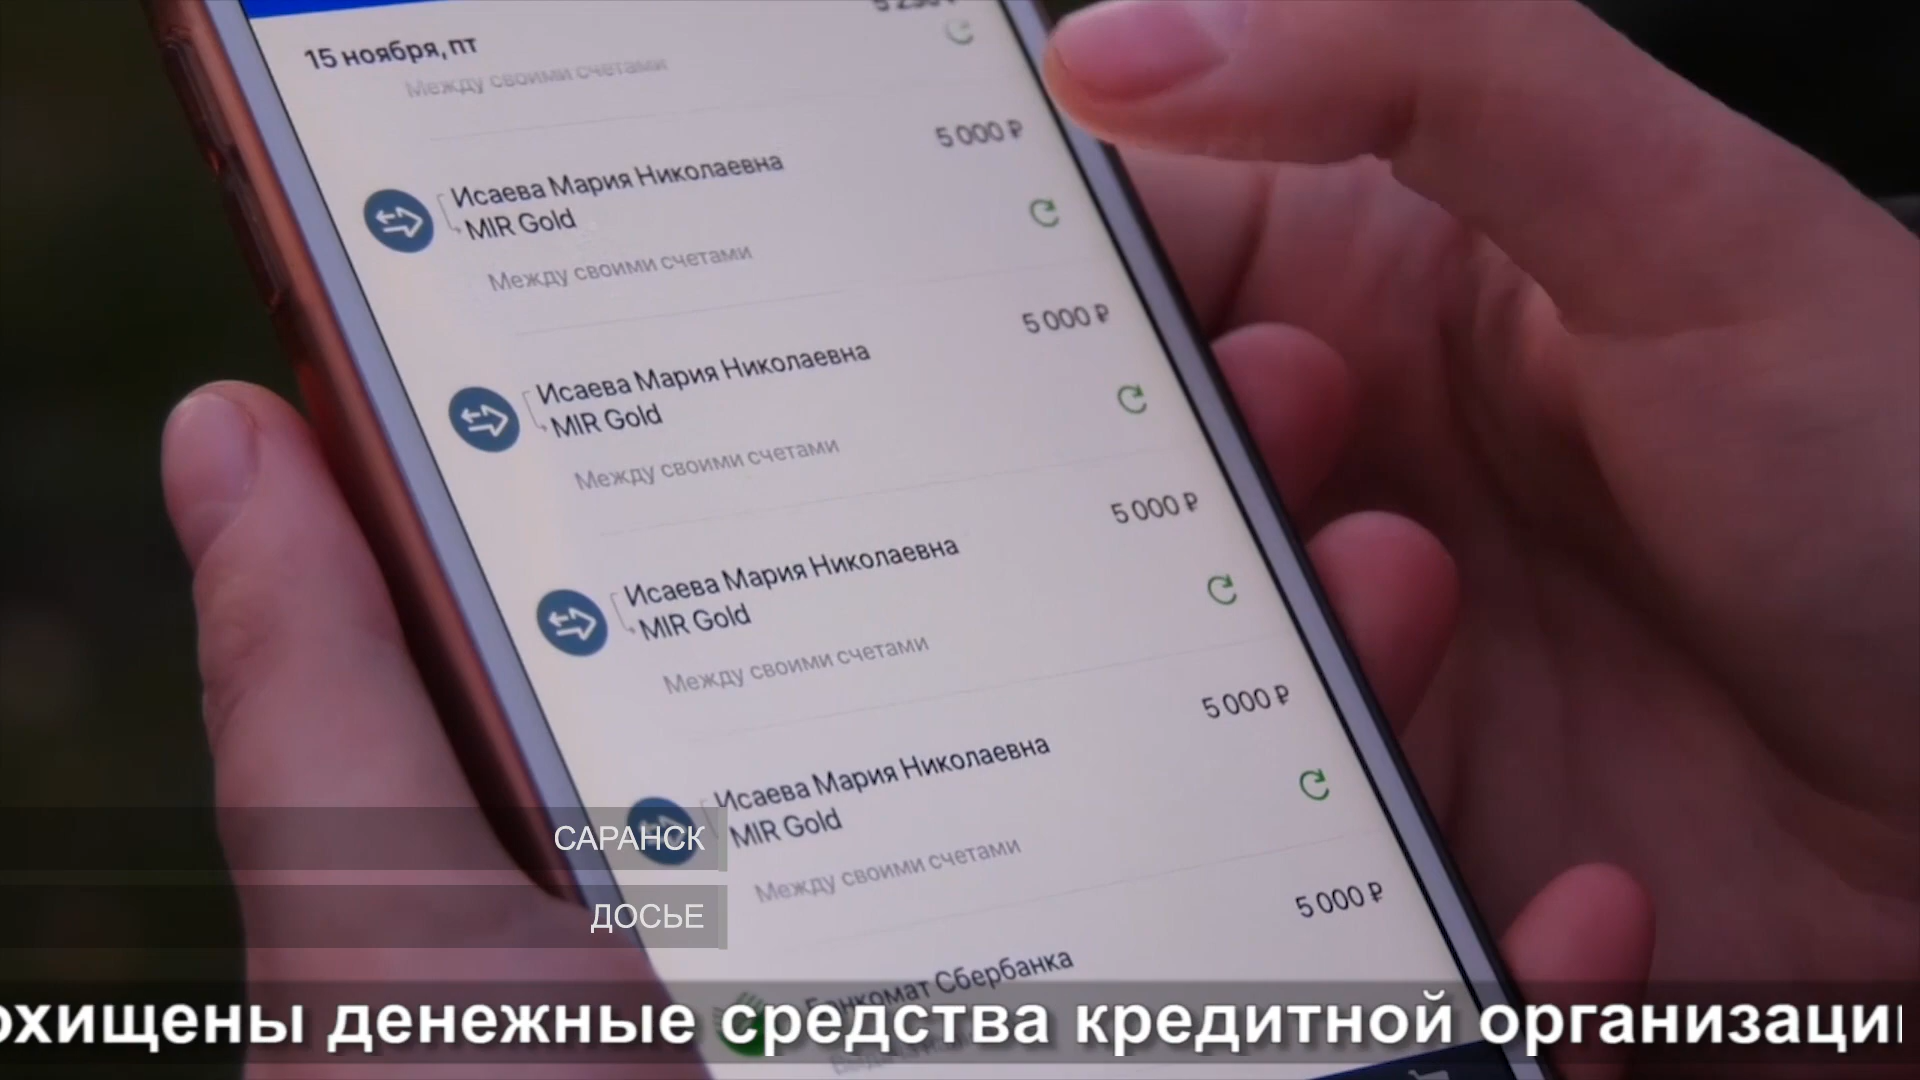 15 ноября, пт
Между своими счетами
5 000 ₽
Исаева Мария Николаевна
MIR Gold
Между своими счетами
5 000 ₽
Исаева Мария Николаевна
MIR Gold
Между своими счетами
5 000 ₽
Исаева Мария Николаевна
MIR Gold
Между своими счетами
5 000 ₽
Исаева Мария Николаевна
MIR Gold
Между своими счетами
5 000 ₽
Банкомат Сбербанка
САРАНСК
ДОСЬЕ
охищены денежные средства кредитной организаци